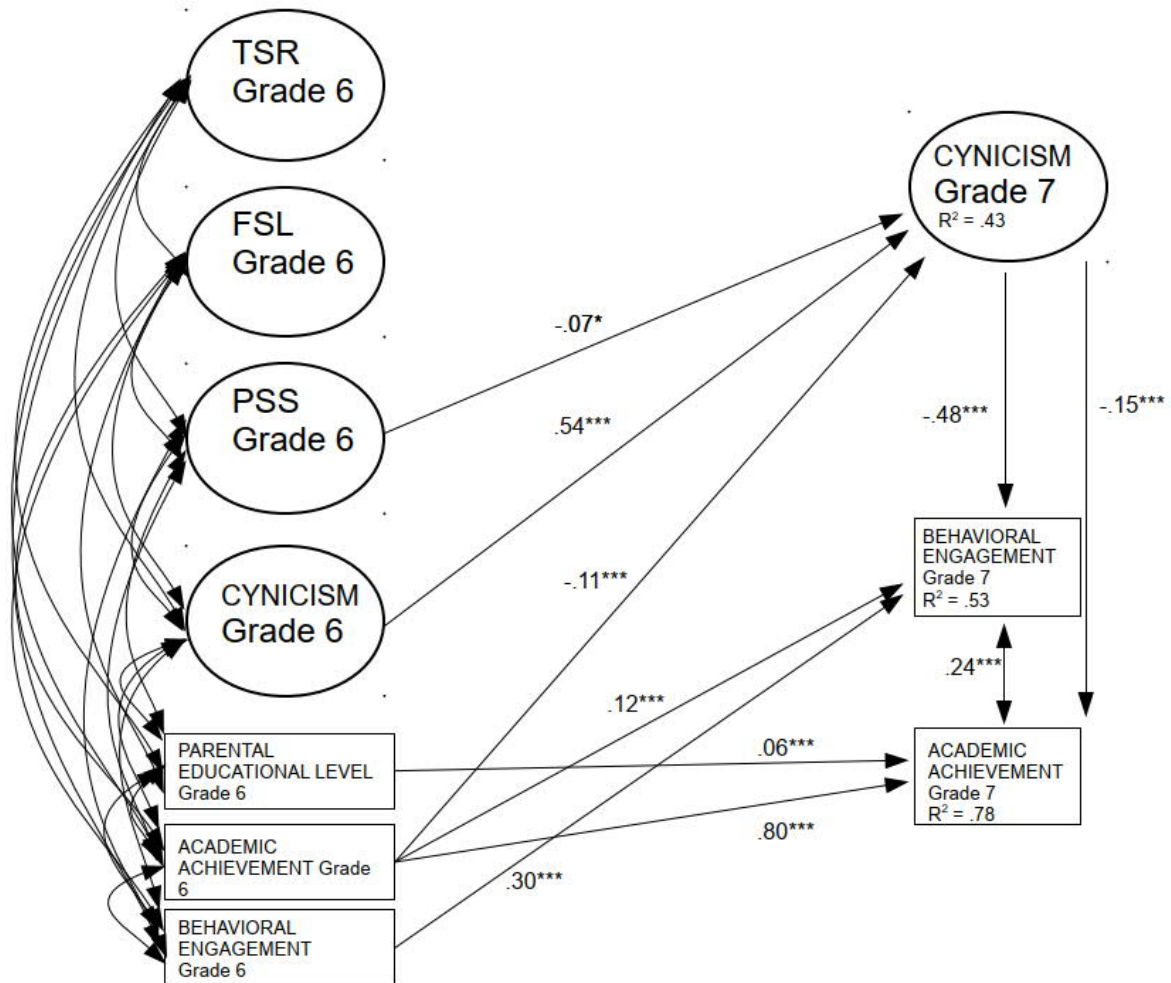 TSR
Grade 6
FSL
Grade 6
PSS
Grade 6
CYNICISM
Grade 6
PARENTAL
EDUCATIONAL LEVEL
Grade 6
ACADEMIC
ACHIEVEMENT Grade
6
BEHAVIORAL
ENGAGEMENT
Grade 6
-.07*
.54***
-.11***
.12***
.06***
.80***
.30***
CYNICISM
Grade 7
R² = .43
-.48***
-.15***
BEHAVIORAL
ENGAGEMENT
Grade 7
R² = .53
.24***
ACADEMIC
ACHIEVEMENT
Grade 7
R² = .78